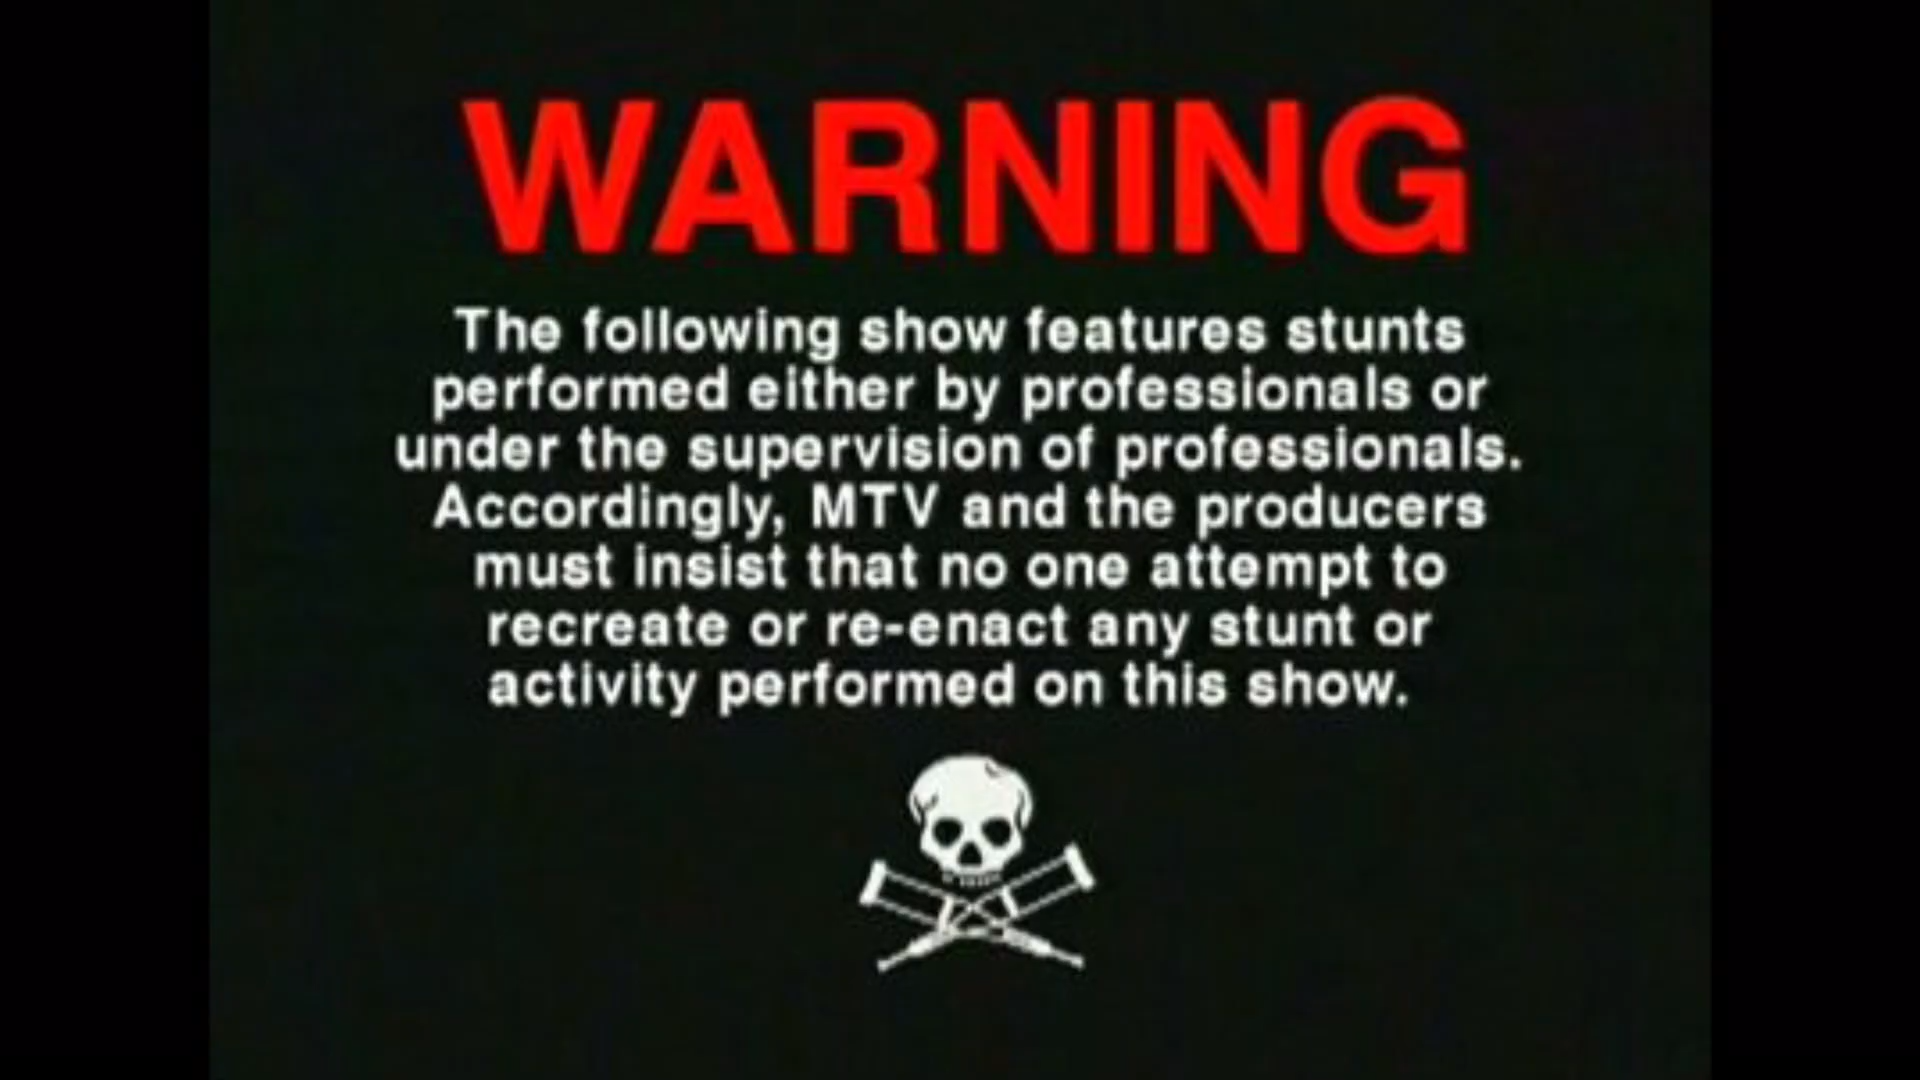 WARNING
The following show features stunts
performed either by professionals or
under the supervision of professionals.
Accordingly, MTV and the producers
must insist that no one attempt to
recreate or re-enact any stunt or
activity performed on this show.